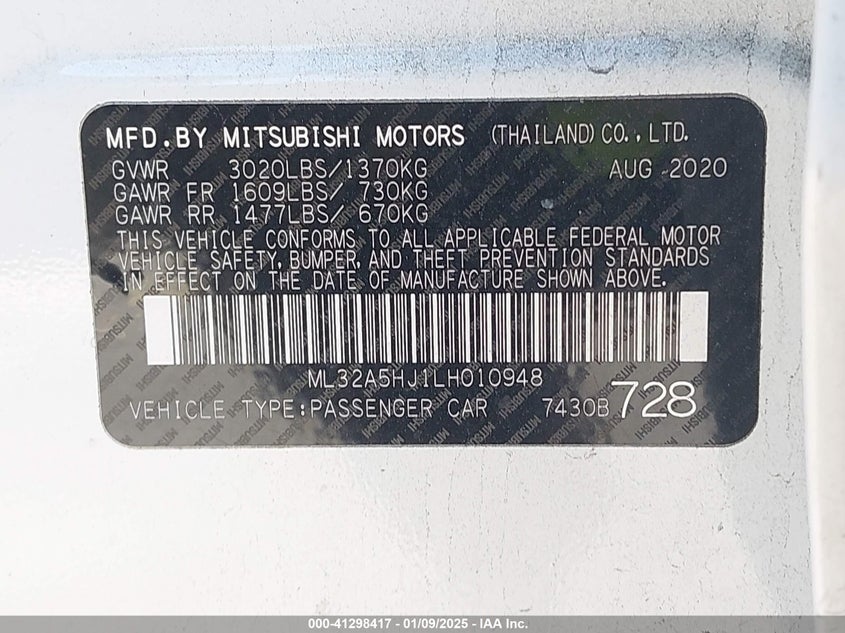 MFD.BY MITSUBISHI MOTORS (THAILAND) CO., LTD.
GVWR 3020LBS/1370KG AUG-2020
GAWR FR 1609LBS/ 730KG
GAWR RR 1477LBS/ 670KG
THIS VEHICLE CONFORMS TO ALL APPLICABLE FEDERAL MOTOR
VEHICLE SAFETY, BUMPER, AND THEFT PREVENTION STANDARDS
IN EFFECT ON THE DATE OF MANUFACTURE SHOWN ABOVE.
ML32A5HJ1LH010948
VEHICLE TYPE:PASSENGER CAR 7430B 728
000-41298417 - 01/09/2025 - IAA Inc.